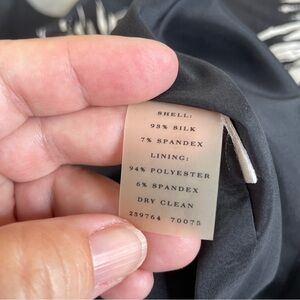 SHELL:
93% SILK
7% SPANDEX
LINING:
94% POLYESTER
6% SPANDEX
DRY CLEAN
259764 70075